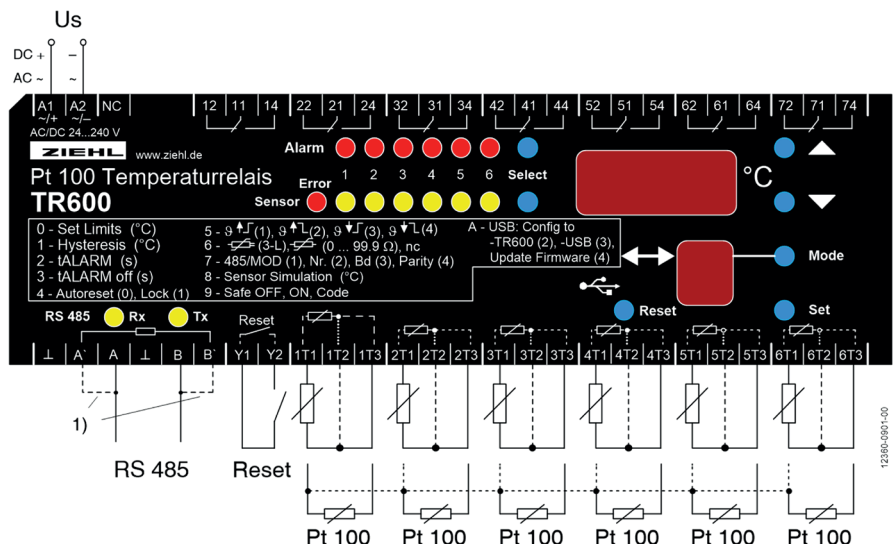 Us
DC + –
AC ~ ~
A1 A2 NC 12 11 14 22 21 24 32 31 34 42 41 44 52 51 54 62 61 64 72 71 74
~/+ ~/–
AC/DC 24...240 V
ZIEHL www.ziehl.de
Alarm
Pt 100 Temperaturrelais
1 2 3 4 5 6 Select
°C
Error
TR600
Sensor
0 - Set Limits (°C)
1 - Hysteresis (°C)
2 - tALARM (s)
3 - tALARM off (s)
4 - Autoreset (0), Lock (1)
5 - ϑ (1), ϑ (2), ϑ (3), ϑ (4)
6 - (3-L), (0 ... 99.9 Ω), nc
7 - 485/MOD (1), Nr. (2), Bd (3), Parity (4)
8 - Sensor Simulation (°C)
9 - Safe OFF, ON, Code
A - USB: Config to
-TR600 (2), -USB (3),
Update Firmware (4)
Mode
Reset
Set
RS 485 Rx Tx
Reset
⊥ A` A ⊥ B B` Y1 Y2 1T1 1T2 1T3 2T1 2T2 2T3 3T1 3T2 3T3 4T1 4T2 4T3 5T1 5T2 5T3 6T1 6T2 6T3
1)
RS 485 Reset
12360-0901-00
Pt 100 Pt 100 Pt 100 Pt 100 Pt 100 Pt 100